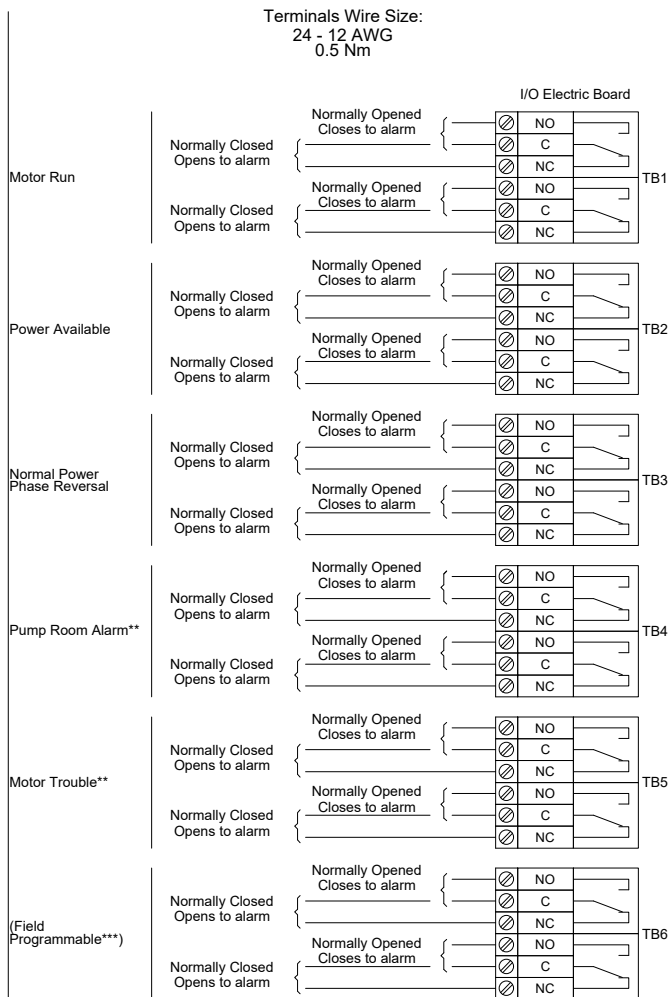 Terminals Wire Size:
24 - 12 AWG
0.5 Nm
I/O Electric Board
Motor Run
Normally Opened
Closes to alarm
Normally Closed
Opens to alarm
Normally Opened
Closes to alarm
Normally Closed
Opens to alarm
NO
C
NC
NO
C
NC
TB1
Power Available
Normally Opened
Closes to alarm
Normally Closed
Opens to alarm
Normally Opened
Closes to alarm
Normally Closed
Opens to alarm
NO
C
NC
NO
C
NC
TB2
Normal Power
Phase Reversal
Normally Opened
Closes to alarm
Normally Closed
Opens to alarm
Normally Opened
Closes to alarm
Normally Closed
Opens to alarm
NO
C
NC
NO
C
NC
TB3
Pump Room Alarm**
Normally Opened
Closes to alarm
Normally Closed
Opens to alarm
Normally Opened
Closes to alarm
Normally Closed
Opens to alarm
NO
C
NC
NO
C
NC
TB4
Motor Trouble**
Normally Opened
Closes to alarm
Normally Closed
Opens to alarm
Normally Opened
Closes to alarm
Normally Closed
Opens to alarm
NO
C
NC
NO
C
NC
TB5
(Field
Programmable***)
Normally Opened
Closes to alarm
Normally Closed
Opens to alarm
Normally Opened
Closes to alarm
Normally Closed
Opens to alarm
NO
C
NC
NO
C
NC
TB6